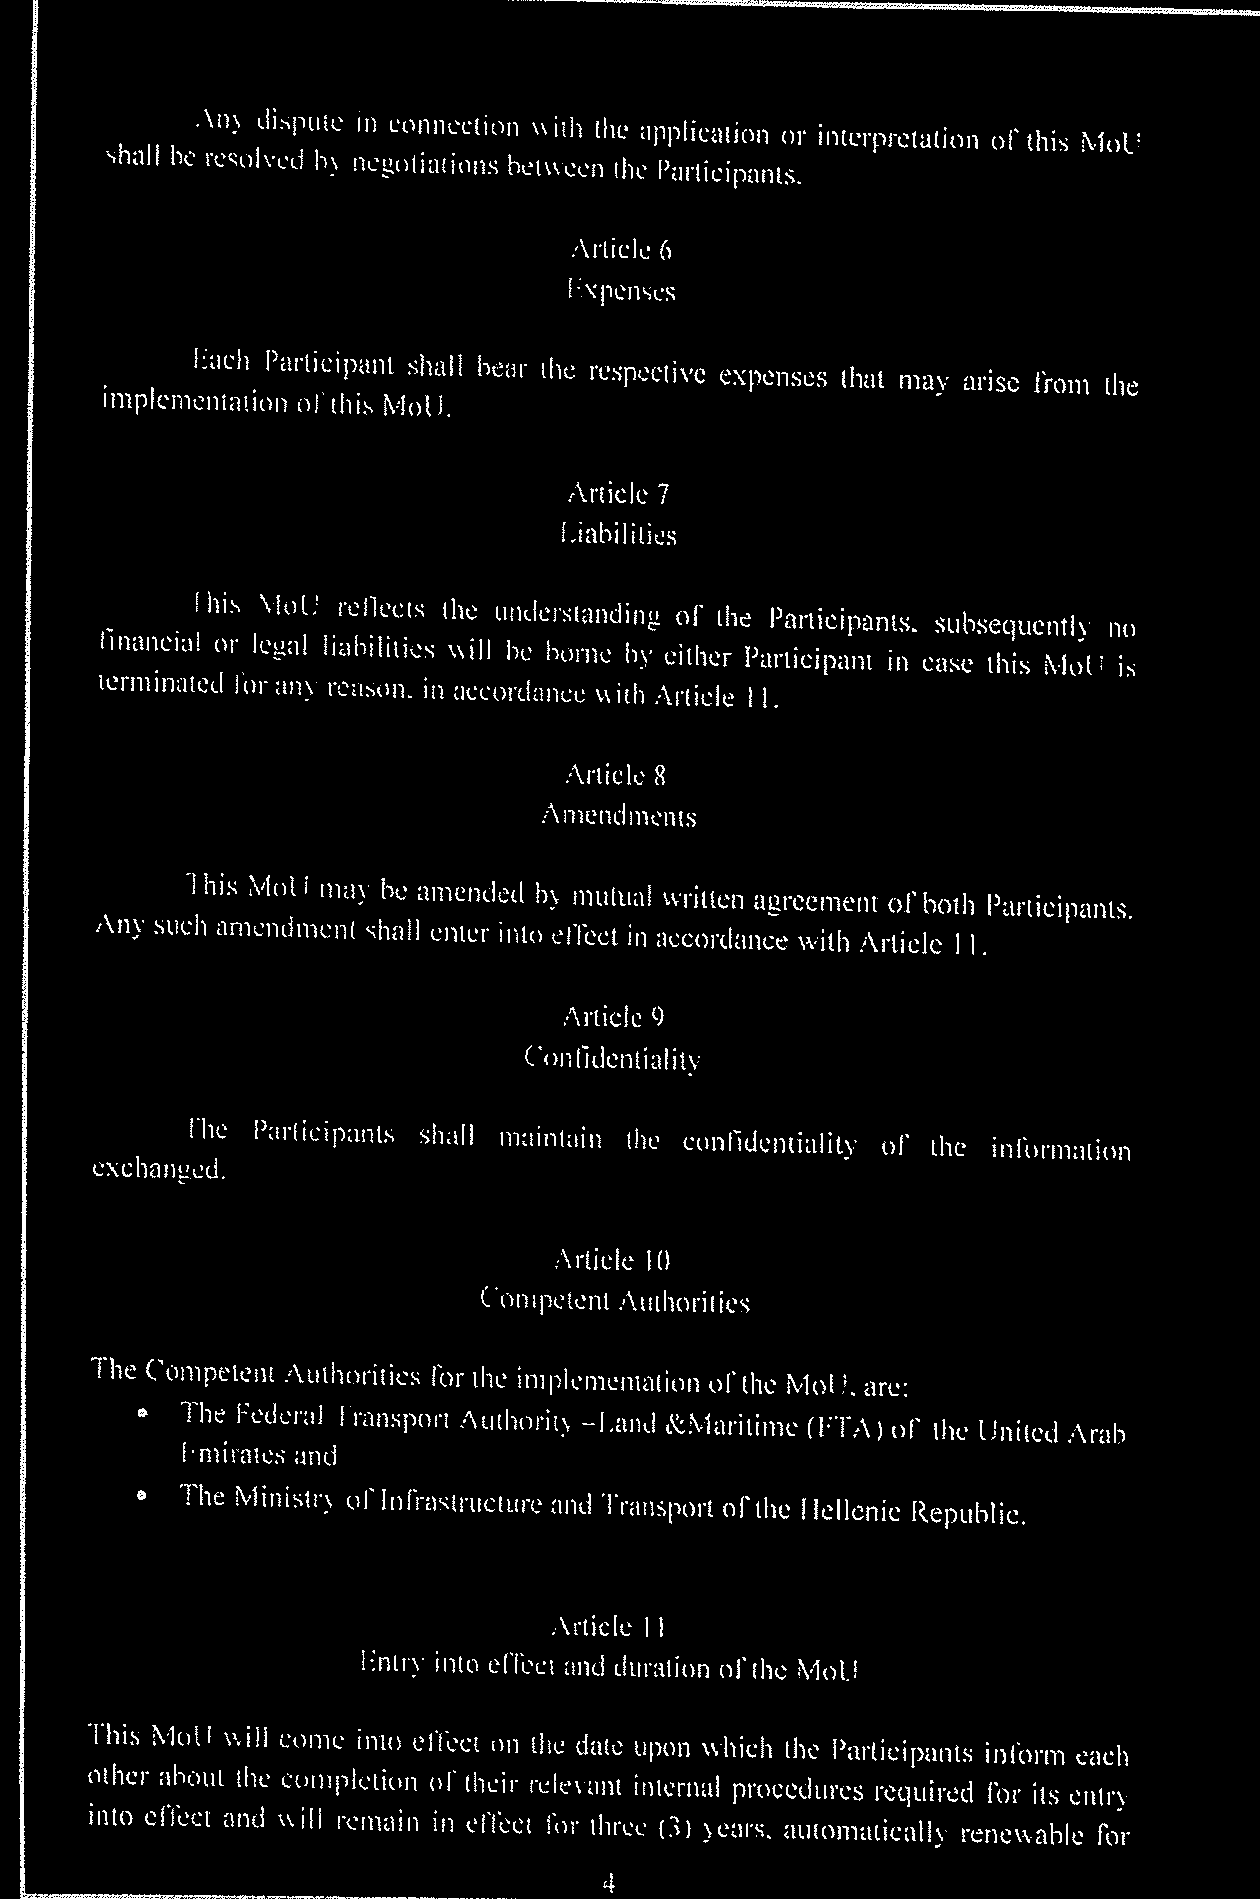 Any dispute in connection with the application or interpretation of this MoU
shall be resolved by negotiations between the Participants.
Article 6
Expenses
Each Participant shall bear the respective expenses that may arise from the
implementation of this MoU.
Article 7
Liabilities
This MoU reflects the understanding of the Participants, subsequently no
financial or legal liabilities will be borne by either Participant in case this MoU is
terminated for any reason, in accordance with Article 11.
Article 8
Amendments
This MoU may be amended by mutual written agreement of both Participants.
Any such amendment shall enter into effect in accordance with Article 11.
Article 9
Confidentiality
The Participants shall maintain the confidentiality of the information
exchanged.
Article 10
Competent Authorities
The Competent Authorities for the implementation of the MoU, are:
• The Federal Transport Authority –Land &Maritime (FTA) of the United Arab
Emirates and
• The Ministry of Infrastructure and Transport of the Hellenic Republic.
Article 11
Entry into effect and duration of the MoU
This MoU will come into effect on the date upon which the Participants inform each
other about the completion of their relevant internal procedures required for its entry
into effect and will remain in effect for three (3) years, automatically renewable for
4